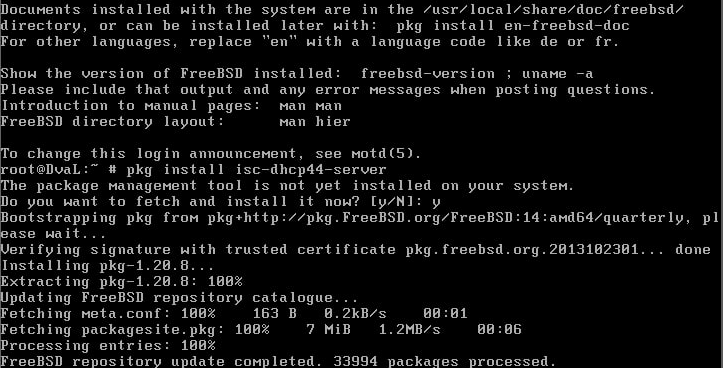 Documents installed with the system are in the /usr/local/share/doc/freebsd/
directory, or can be installed later with:  pkg install en-freebsd-doc
For other languages, replace "en" with a language code like de or fr.
Show the version of FreeBSD installed:  freebsd-version ; uname -a
Please include that output and any error messages when posting questions.
Introduction to manual pages:  man man
FreeBSD directory layout:      man hier
To change this login announcement, see motd(5).
root@DvaL:~ # pkg install isc-dhcp44-server
The package management tool is not yet installed on your system.
Do you want to fetch and install it now? [y/N]: y
Bootstrapping pkg from pkg+http://pkg.FreeBSD.org/FreeBSD:14:amd64/quarterly, pl
ease wait...
Verifying signature with trusted certificate pkg.freebsd.org.2013102301... done
Installing pkg-1.20.8...
Extracting pkg-1.20.8: 100%
Updating FreeBSD repository catalogue...
Fetching meta.conf: 100%    163 B   0.2kB/s    00:01
Fetching packagesite.pkg: 100%    7 MiB   1.2MB/s    00:06
Processing entries: 100%
FreeBSD repository update completed. 33994 packages processed.